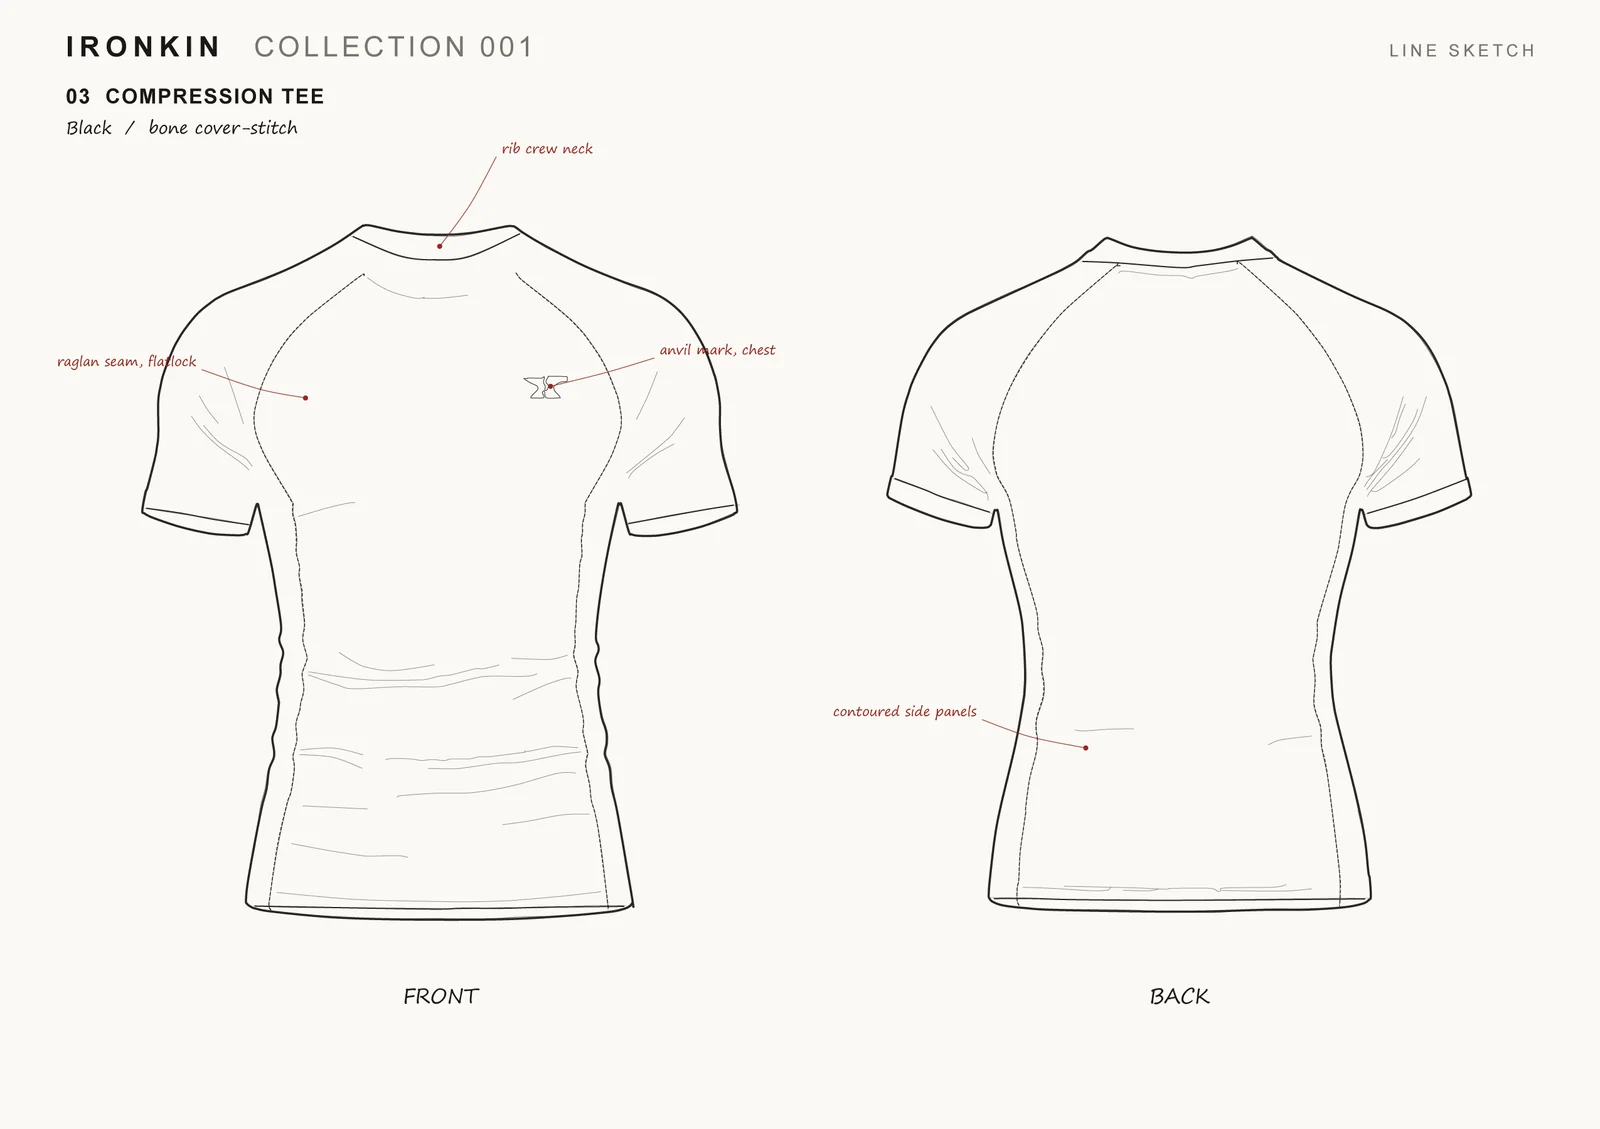 IRONKIN COLLECTION 001
LINE SKETCH
03 COMPRESSION TEE
Black / bone cover-stitch
rib crew neck
raglan seam, flatlock
anvil mark, chest
contoured side panels
FRONT
BACK